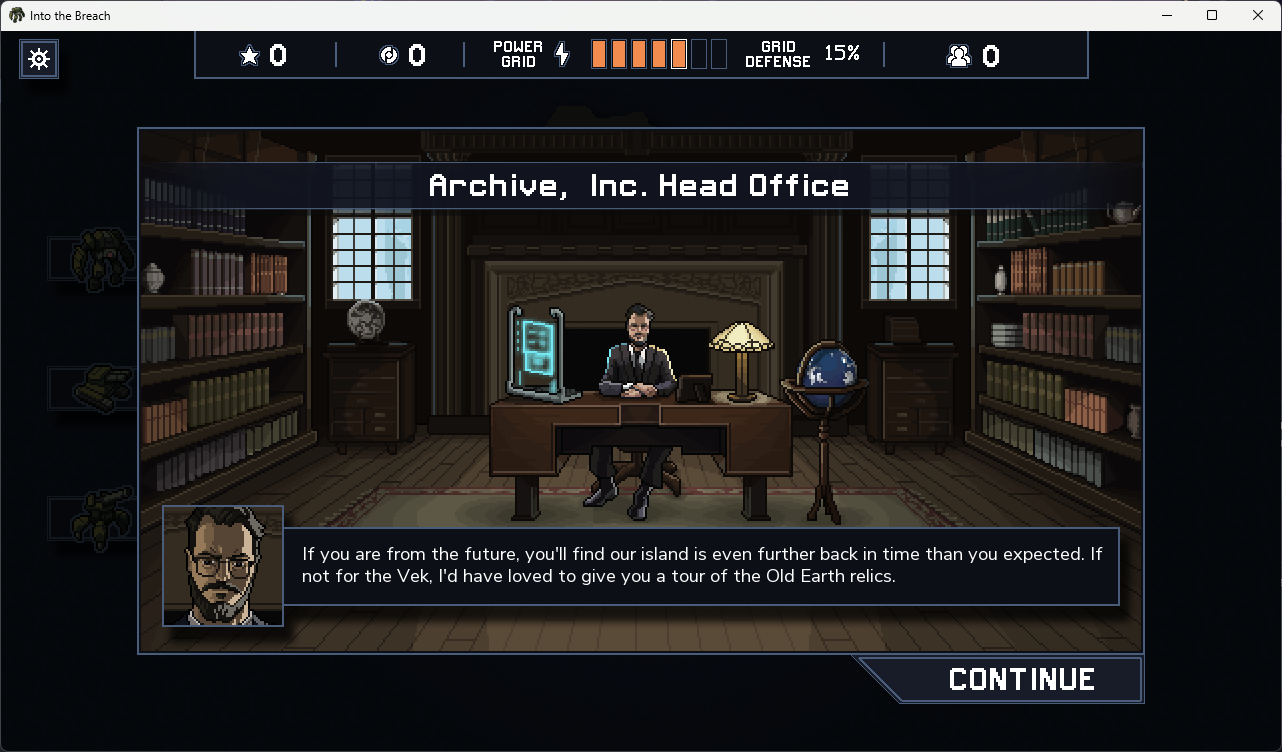 Into the Breach
0
0
POWER
GRID
GRID
DEFENSE
15%
0
Archive, Inc. Head Office
If you are from the future, you'll find our island is even further back in time than you expected. If
not for the Vek, I'd have loved to give you a tour of the Old Earth relics.
CONTINUE